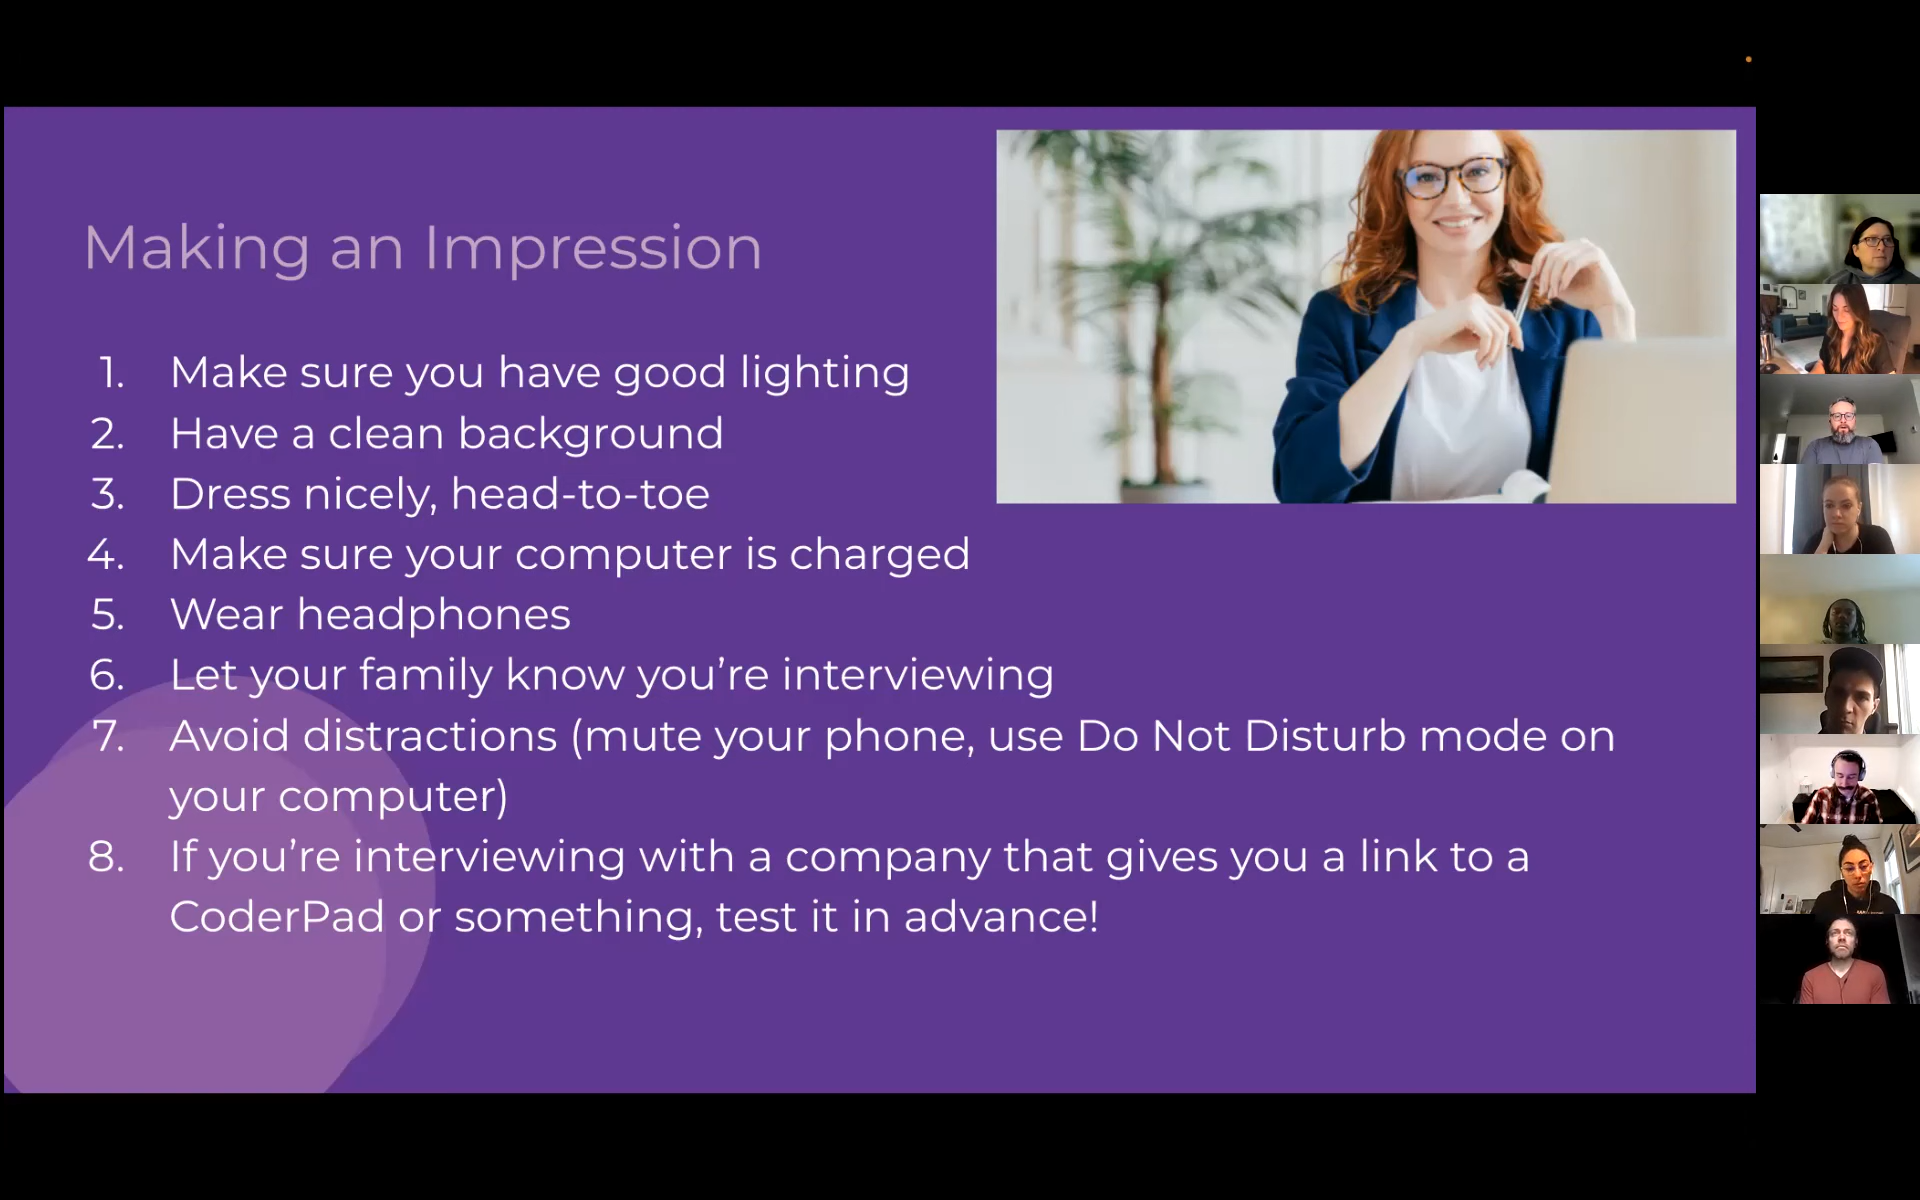 Making an Impression
1. Make sure you have good lighting
2. Have a clean background
3. Dress nicely, head-to-toe
4. Make sure your computer is charged
5. Wear headphones
6. Let your family know you’re interviewing
7. Avoid distractions (mute your phone, use Do Not Disturb mode on
your computer)
8. If you’re interviewing with a company that gives you a link to a
CoderPad or something, test it in advance!